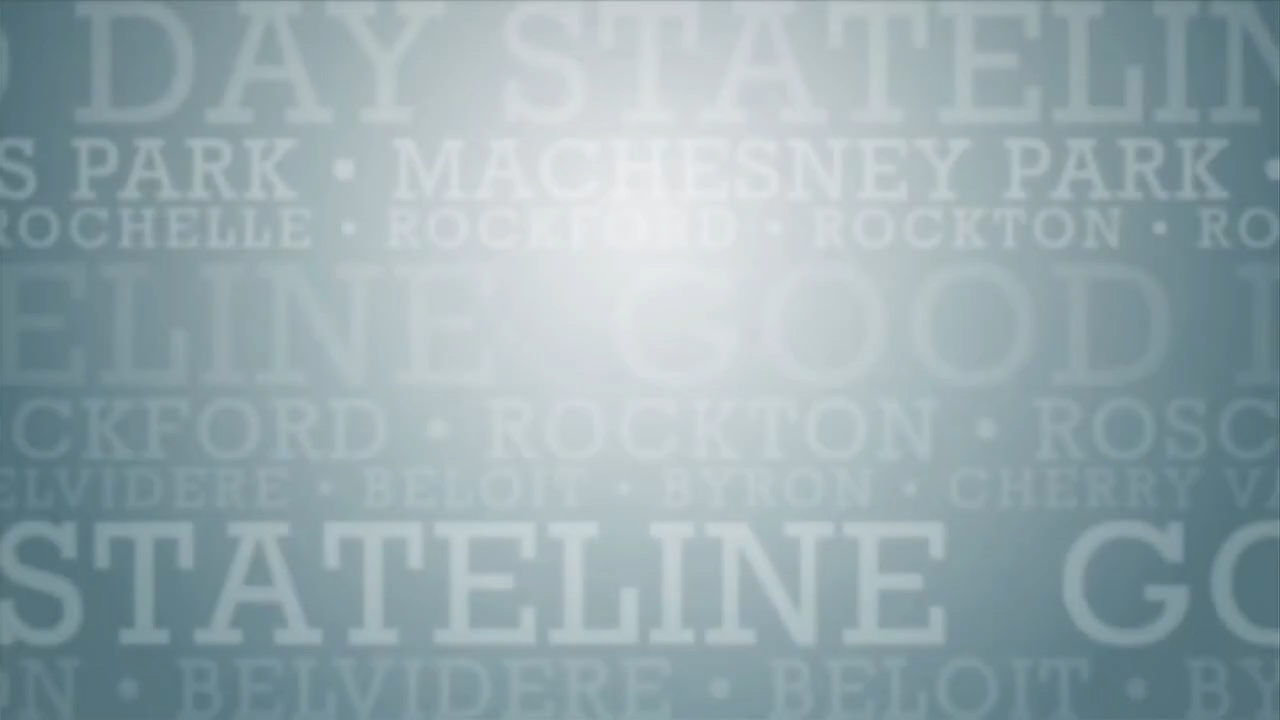 DAY STATELIN
S PARK • MACHESNEY PARK •
ROCHELLE • ROCKFORD • ROCKTON • RO
ELINE GOOD
CKFORD • ROCKTON • ROSC
ELVIDERE • BELOIT • BYRON • CHERRY VA
STATELINE GO
ON • BELVIDERE • BELOIT • BY